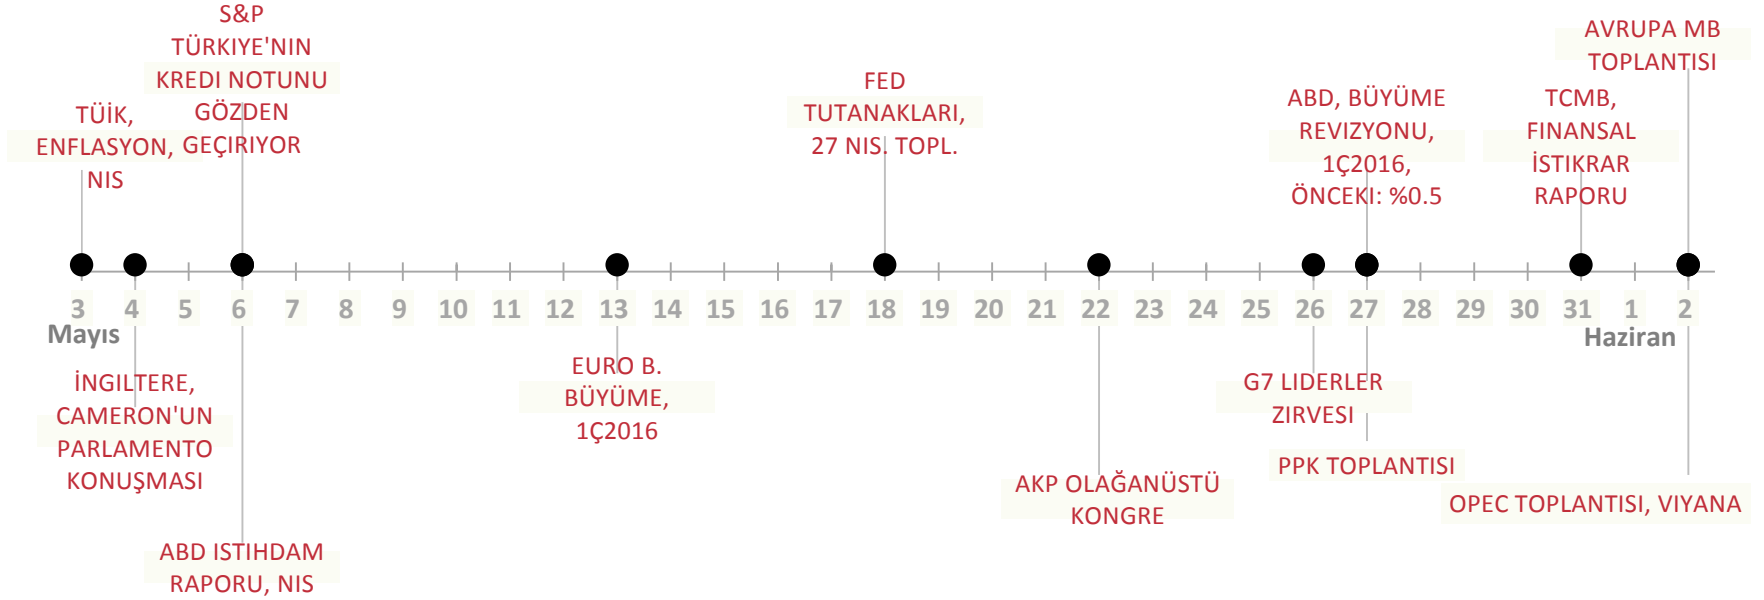 S&P
TÜRKIYE'NIN
KREDI NOTUNU
GÖZDEN
GEÇIRIYOR
TÜİK,
ENFLASYON,
NIS
FED
TUTANAKLARI,
27 NIS. TOPL.
ABD, BÜYÜME
REVIZYONU,
1Ç2016,
ÖNCEKI: %0.5
TCMB,
FINANSAL
İSTIKRAR
RAPORU
AVRUPA MB
TOPLANTISI
3 4 5 6 7 8 9 10 11 12 13 14 15 16 17 18 19 20 21 22 23 24 25 26 27 28 29 30 31 1 2
Mayıs
Haziran
İNGILTERE,
CAMERON'UN
PARLAMENTO
KONUŞMASI
ABD ISTIHDAM
RAPORU, NIS
EURO B.
BÜYÜME,
1Ç2016
AKP OLAĞANÜSTÜ
KONGRE
G7 LIDERLER
ZIRVESI
PPK TOPLANTISI
OPEC TOPLANTISI, VIYANA